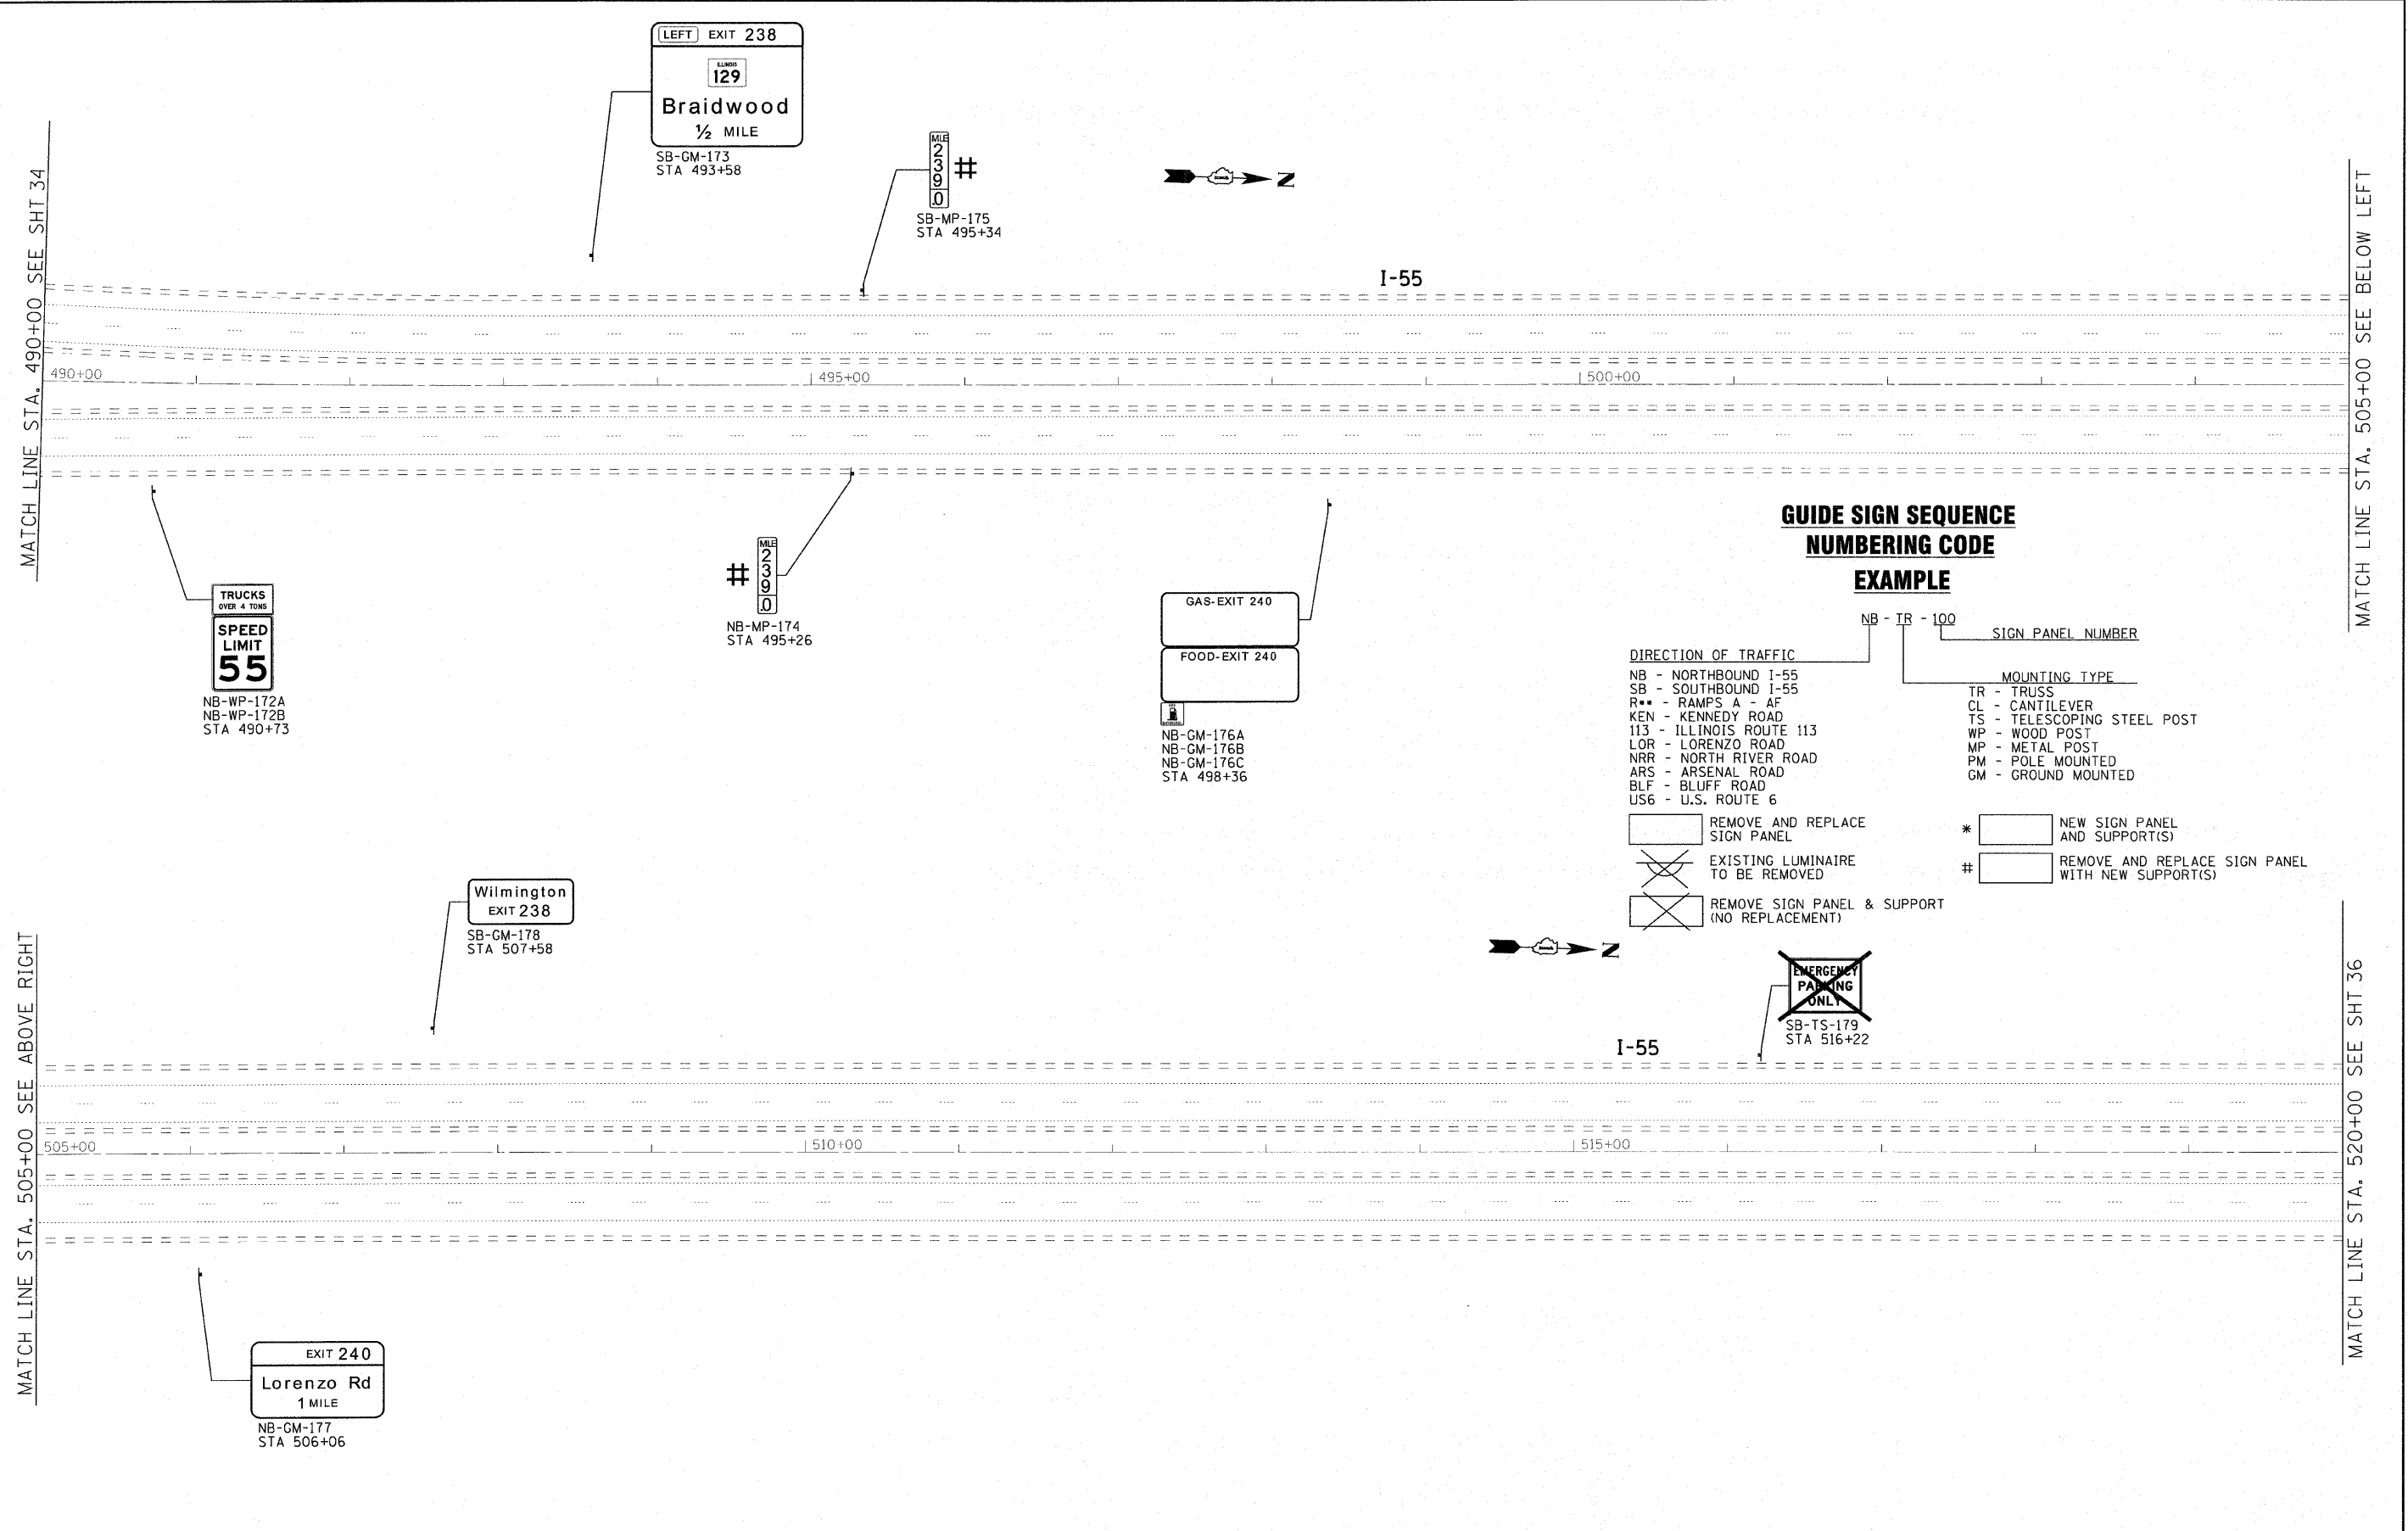 LEFT EXIT 238
ILLINOIS
129
Braidwood
½ MILE
SB-GM-173
STA 493+58
MILE
2
3
9
.0
#
SB-MP-175
STA 495+34
N
MATCH LINE STA. 490+00 SEE SHT 34
MATCH LINE STA. 505+00 SEE BELOW LEFT
I-55
490+00
495+00
500+00
TRUCKS
OVER 4 TONS
SPEED
LIMIT
55
NB-WP-172A
NB-WP-172B
STA 490+73
#
MILE
2
3
9
.0
NB-MP-174
STA 495+26
GAS-EXIT 240
FOOD-EXIT 240
NB-GM-176A
NB-GM-176B
NB-GM-176C
STA 498+36
GUIDE SIGN SEQUENCE
NUMBERING CODE
EXAMPLE
NB - TR - 100
SIGN PANEL NUMBER
DIRECTION OF TRAFFIC
NB - NORTHBOUND I-55
SB - SOUTHBOUND I-55
R** - RAMPS A - AF
KEN - KENNEDY ROAD
113 - ILLINOIS ROUTE 113
LOR - LORENZO ROAD
NRR - NORTH RIVER ROAD
ARS - ARSENAL ROAD
BLF - BLUFF ROAD
US6 - U.S. ROUTE 6
MOUNTING TYPE
TR - TRUSS
CL - CANTILEVER
TS - TELESCOPING STEEL POST
WP - WOOD POST
MP - METAL POST
PM - POLE MOUNTED
GM - GROUND MOUNTED
REMOVE AND REPLACE
SIGN PANEL
EXISTING LUMINAIRE
TO BE REMOVED
REMOVE SIGN PANEL & SUPPORT
(NO REPLACEMENT)
* NEW SIGN PANEL
AND SUPPORT(S)
# REMOVE AND REPLACE SIGN PANEL
WITH NEW SUPPORT(S)
Wilmington
EXIT 238
SB-GM-178
STA 507+58
N
EMERGENCY
PARKING
ONLY
SB-TS-179
STA 516+22
MATCH LINE STA. 505+00 SEE ABOVE RIGHT
MATCH LINE STA. 520+00 SEE SHT 36
I-55
505+00
510+00
515+00
EXIT 240
Lorenzo Rd
1 MILE
NB-GM-177
STA 506+06